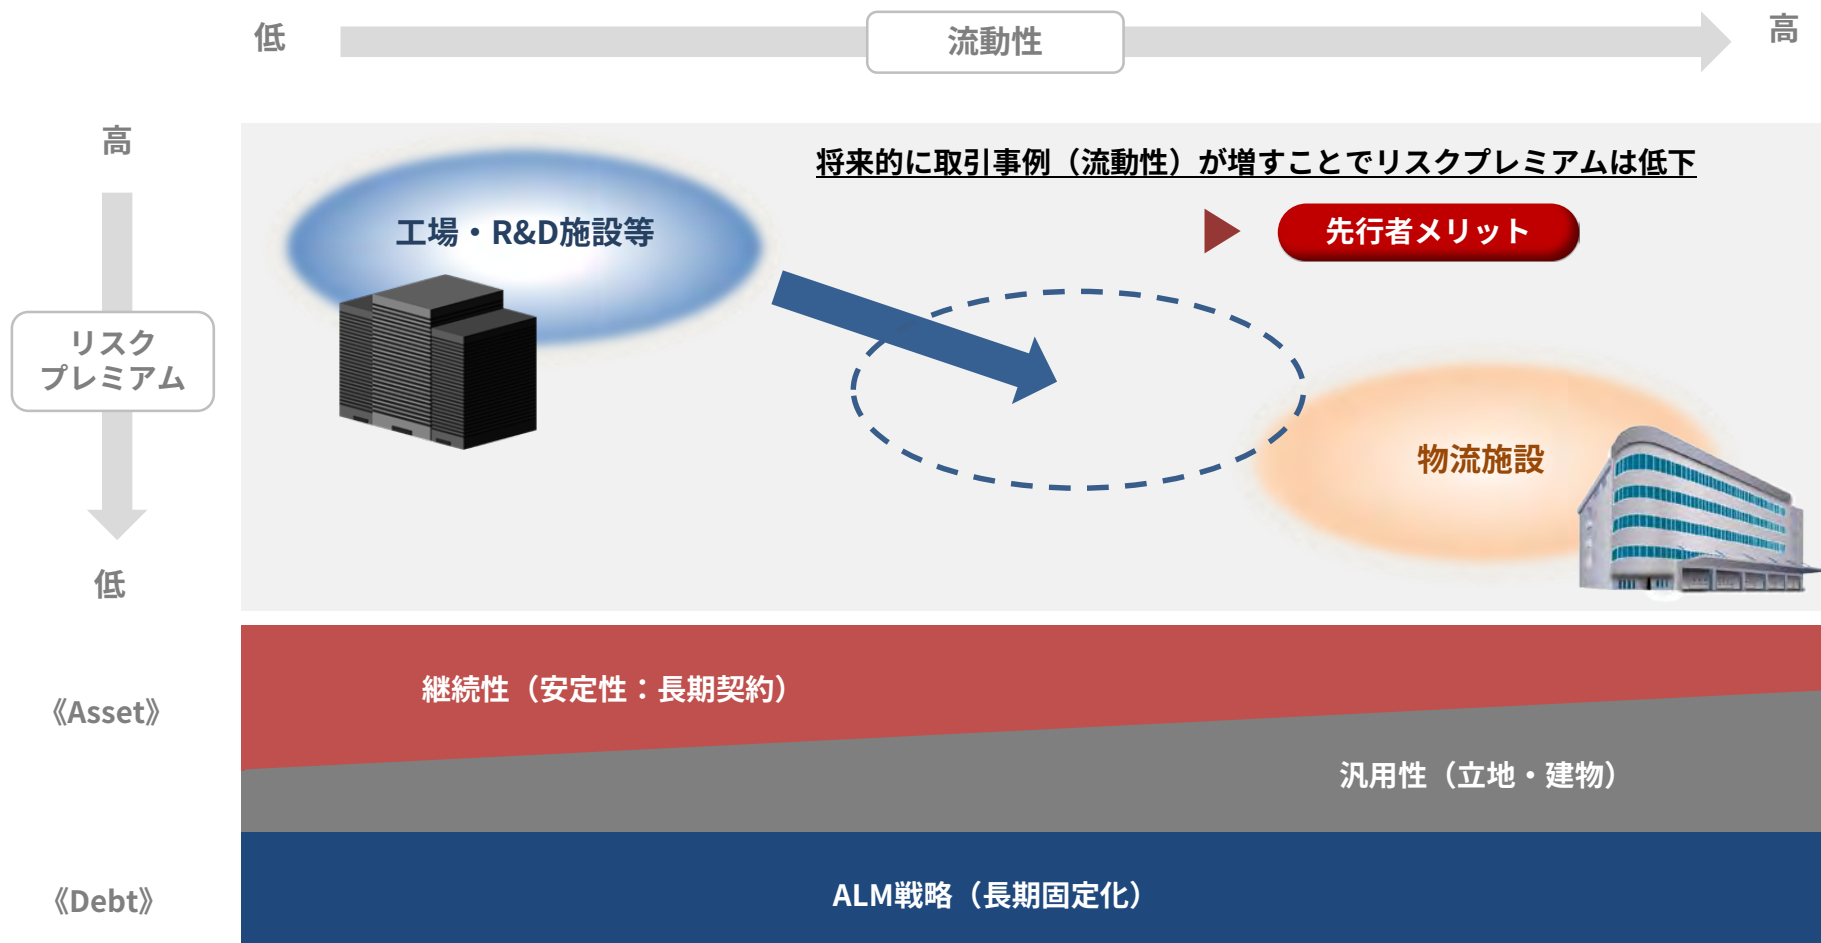 低
流動性
高
高
リスク
プレミアム
低
将来的に取引事例（流動性）が増すことでリスクプレミアムは低下
先行者メリット
工場・R&D施設等
物流施設
《Asset》
継続性（安定性：長期契約）
汎用性（立地・建物）
《Debt》
ALM戦略（長期固定化）